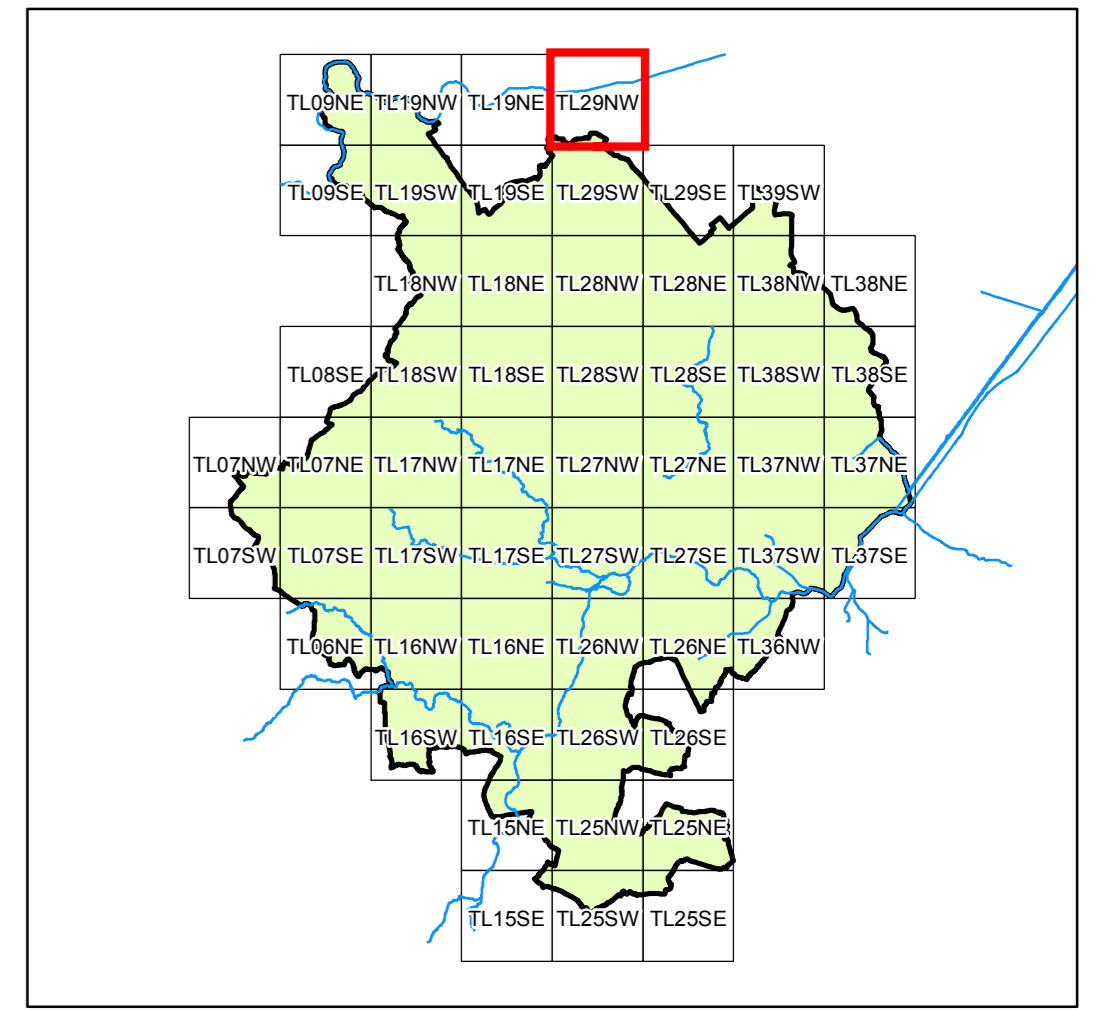 TL09NE TL19NW TL19NE TL29NW
TL09SE TL19SW TL19SE TL29SW TL29SE TL39SW
TL18NW TL18NE TL28NW TL28NE TL38NW TL38NE
TL08SE TL18SW TL18SE TL28SW TL28SE TL38SW TL38SE
TL07NW TL07NE TL17NW TL17NE TL27NW TL27NE TL37NW TL37NE
TL07SW TL07SE TL17SW TL17SE TL27SW TL27SE TL37SW TL37SE
TL06NE TL16NW TL16NE TL26NW TL26NE TL36NW
TL16SW TL16SE TL26SW TL26SE
TL15NE TL25NW TL25NE
TL15SE TL25SW TL25SE